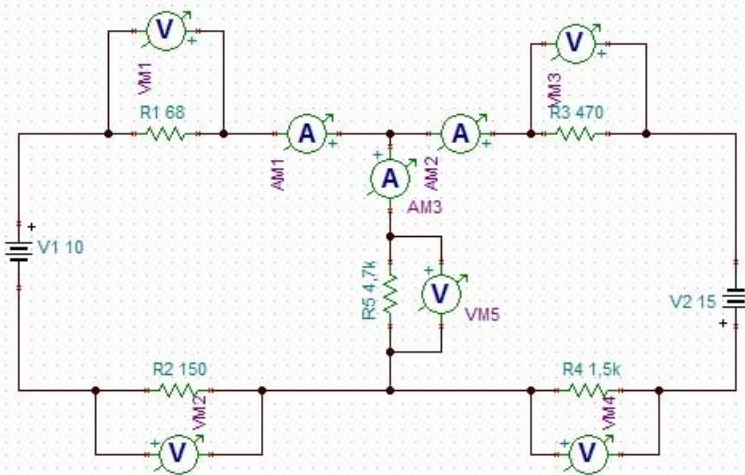 V
+
VM1
R1 68
A
+
AM1
V
+
VM3
R3 470
A
+
AM2
+
A
AM3
+
V1 10
R5 4,7k
+
V
VM5
V2 15
+
R2 150
VM2
+
V
R4 1,5k
VM4
+
V